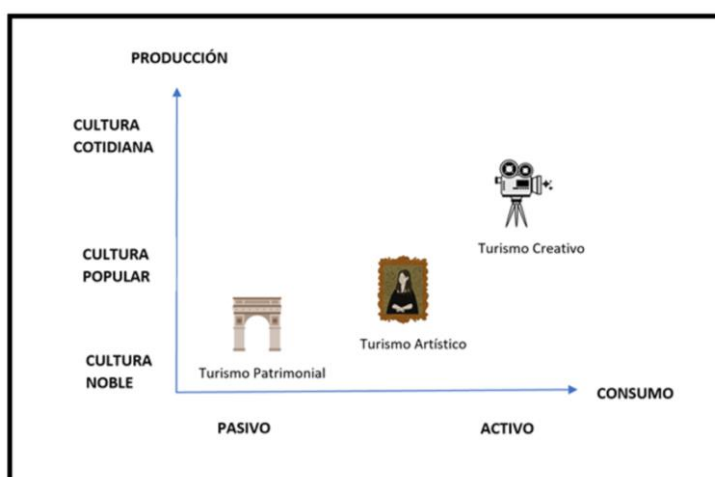 PRODUCCIÓN
CULTURA
COTIDIANA
Turismo Creativo
CULTURA
POPULAR
Turismo Artístico
CULTURA
NOBLE
Turismo Patrimonial
CONSUMO
PASIVO
ACTIVO